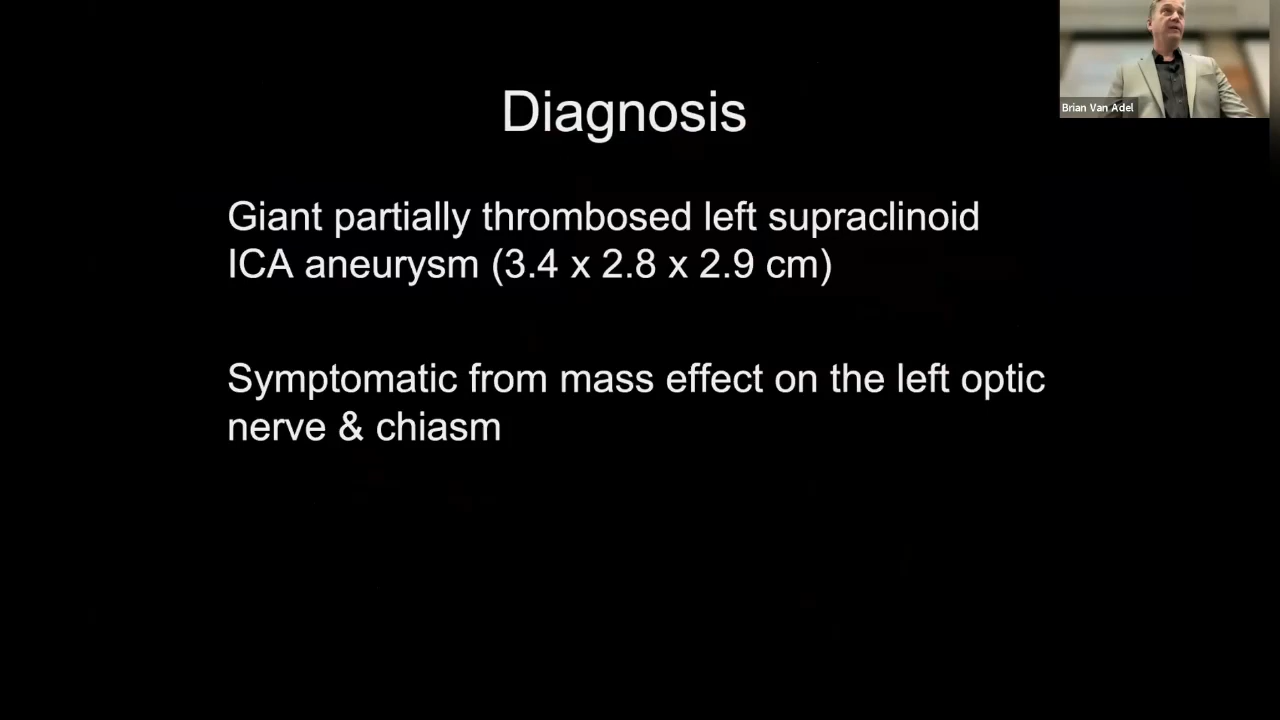 Diagnosis
Brian Van Adel
Giant partially thrombosed left supraclinoid
ICA aneurysm (3.4 x 2.8 x 2.9 cm)
Symptomatic from mass effect on the left optic
nerve & chiasm